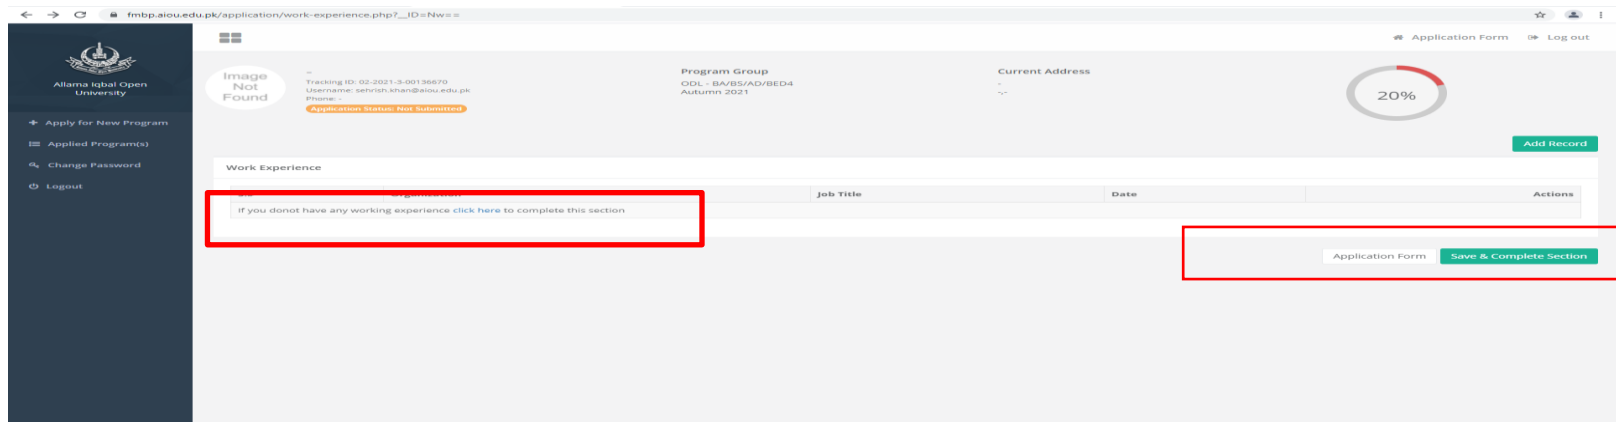 fmbp.aiou.edu.pk/application/work-experience.php?__ID=Nw==
Allama Iqbal Open
University
+ Apply for New Program
Applied Program(s)
Change Password
Logout
Application Form
Log out
Image
Not
Found
-
Tracking ID: 02-2021-3-00136670
Username: sehrish.khan@aiou.edu.pk
Phone: -
Application Status: Not Submitted
Program Group
ODL - BA/BS/AD/BED4
Autumn 2021
Current Address
-
-,-
20%
Add Record
Work Experience
Job Title Date Actions
If you donot have any working experience click here to complete this section
Application Form Save & Complete Section